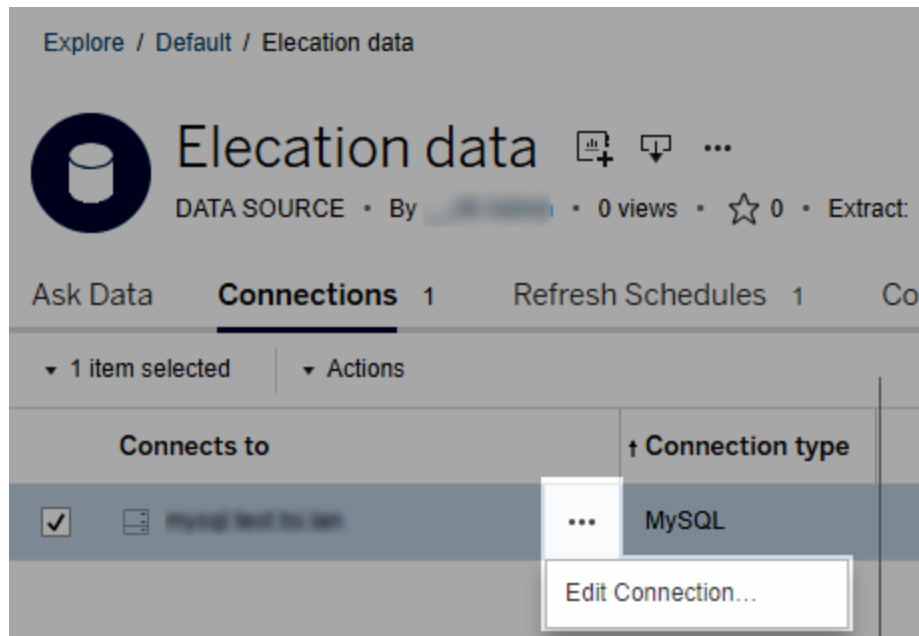 Explore / Default / Elecation data
Elecation data
DATA SOURCE • By • 0 views • 0 • Extract:
Ask Data Connections 1 Refresh Schedules 1 Co
1 item selected Actions
Connects to Connection type
MySQL
Edit Connection...